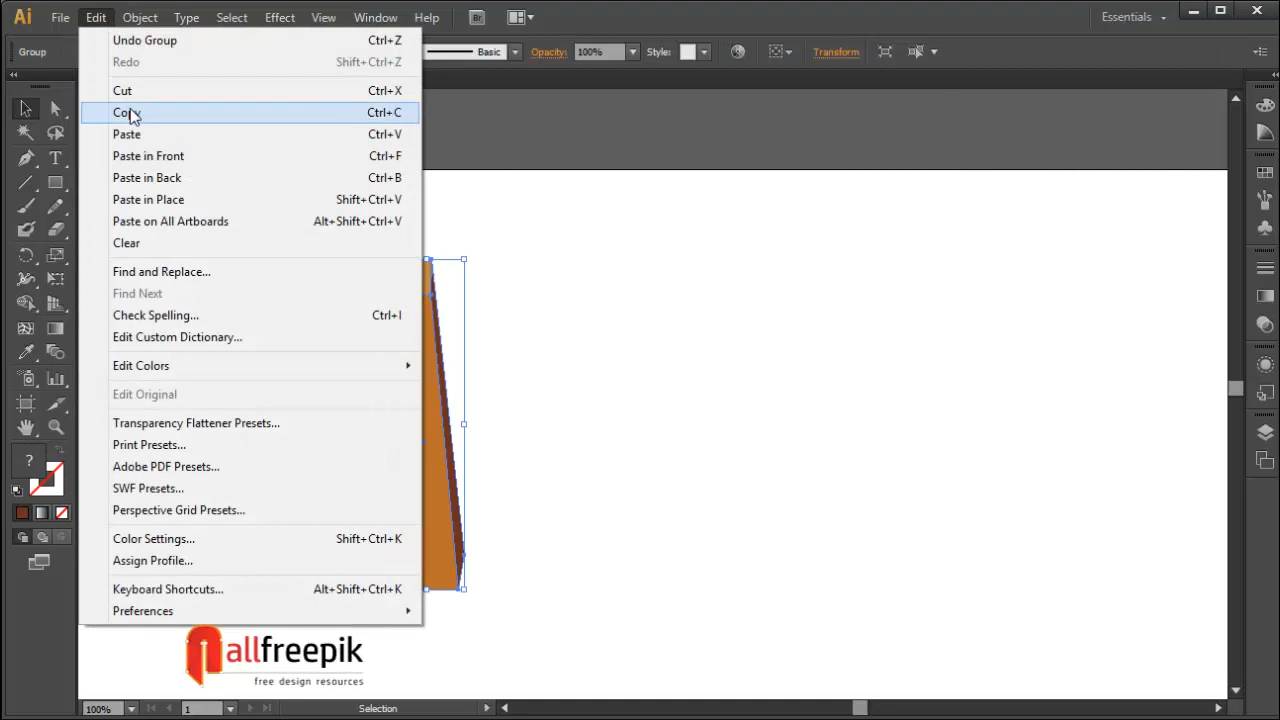 Ai File Edit Object Type Select Effect View Window Help Br Essentials
Group Basic Opacity: 100% Style: Transform
Undo Group Ctrl+Z
Redo Shift+Ctrl+Z
Cut Ctrl+X
Copy Ctrl+C
Paste Ctrl+V
Paste in Front Ctrl+F
Paste in Back Ctrl+B
Paste in Place Shift+Ctrl+V
Paste on All Artboards Alt+Shift+Ctrl+V
Clear
Find and Replace...
Find Next
Check Spelling... Ctrl+I
Edit Custom Dictionary...
Edit Colors
Edit Original
Transparency Flattener Presets...
Print Presets...
Adobe PDF Presets...
SWF Presets...
Perspective Grid Presets...
Color Settings... Shift+Ctrl+K
Assign Profile...
Keyboard Shortcuts... Alt+Shift+Ctrl+K
Preferences
?
allfreepik
free design resources
100% 1 Selection